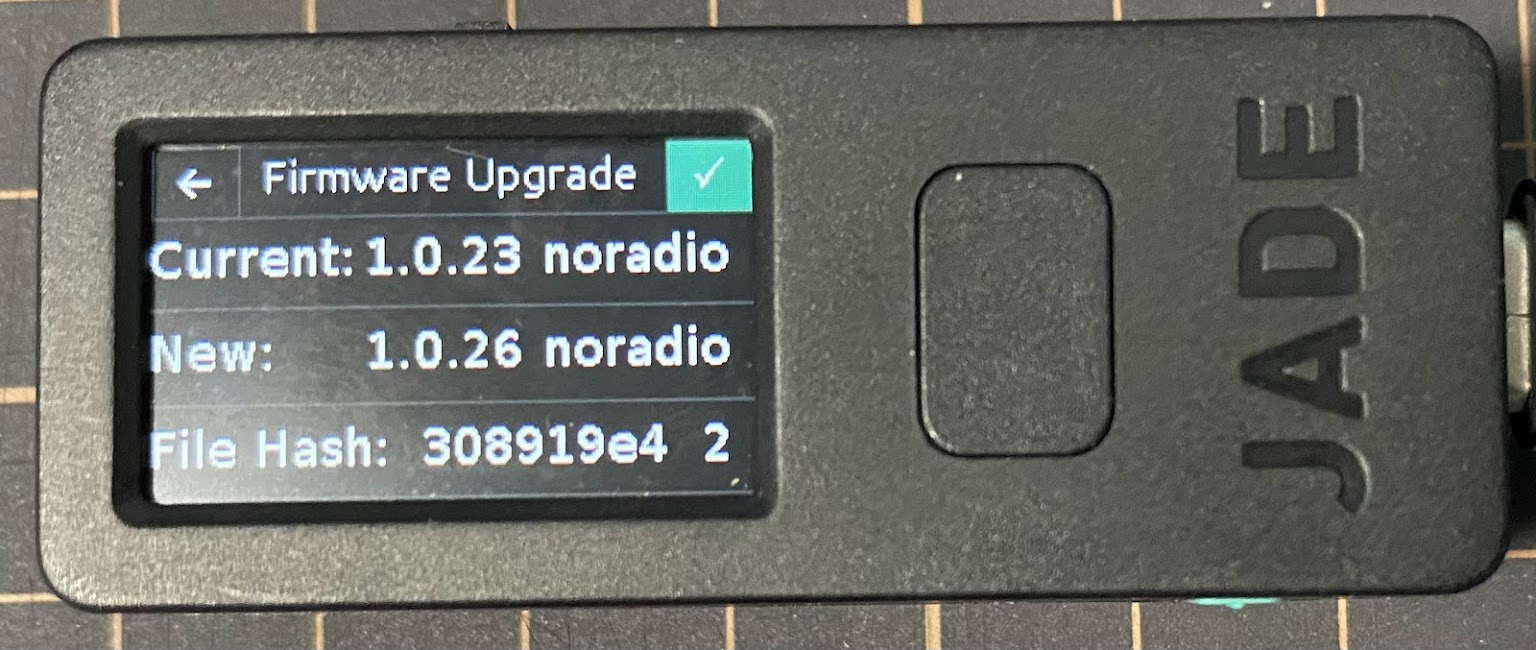 ← Firmware Upgrade ✓
Current: 1.0.23 noradio
New: 1.0.26 noradio
File Hash: 308919e4 2
JADE